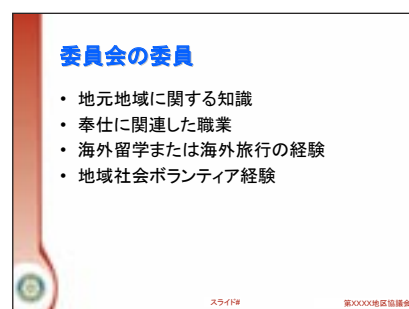 委員会の委員
• 地元地域に関する知識
• 奉仕に関連した職業
• 海外留学または海外旅行の経験
• 地域社会ボランティア経験
スライド#
第XXXX地区協議会